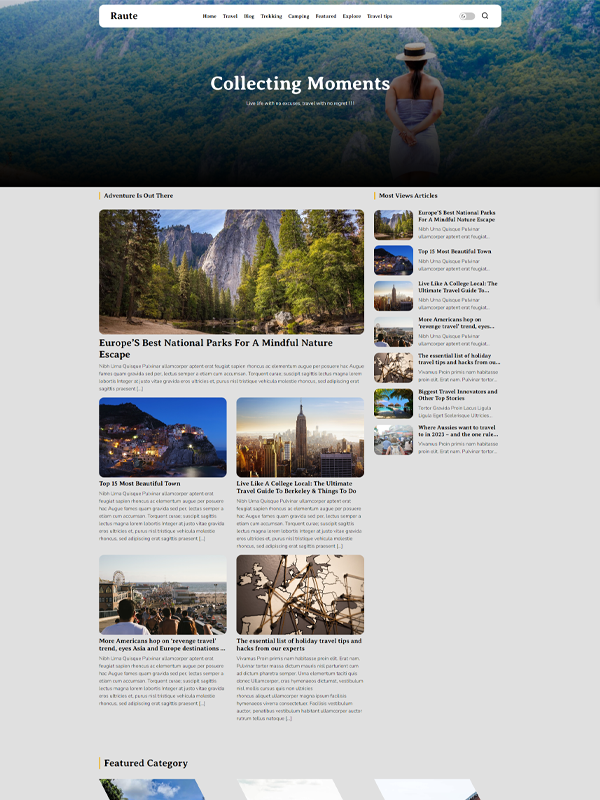 Raute
Home Travel Blog Trekking Camping Featured Explore Travel tips
Collecting Moments
Live life with no excuses, travel with no regret !!!
Adventure Is Out There
Europe'S Best National Parks For A Mindful Nature
Escape
Nibh Urna Quisque Pulvinar ullamcorper aptent erat feugiat sapien rhoncus ac elementum in augue per posuere hac Augue
fames quam gravida sed per, lectus semper a etiam cum accumsan. Torquent curae; suscipit sagittis lectus magna lorem
lobortis integer at justo vitae gravida eros ultricies et, purus nisl tristique vehicula molestie rhoncus, sed adipiscing erat
sagittis praesent [...]
Top 15 Most Beautiful Town
Nibh Urna Quisque Pulvinar ullamcorper aptent erat
feugiat sapien rhoncus ac elementum augue per posuere
hac Augue fames quam gravida sed per, lectus semper a
etiam cum accumsan. Torquent curae; suscipit sagittis
lectus magna lorem lobortis integer at justo vitae gravida
eros ultricies et, purus nisl tristique vehicula molestie
rhoncus, sed adipiscing erat sagittis praesent [...]
Live Like A College Local: The Ultimate
Travel Guide To Berkeley & Things To Do
Nibh Urna Quisque Pulvinar ullamcorper aptent erat
feugiat sapien rhoncus ac elementum augue per posuere
hac Augue fames quam gravida sed per, lectus semper a
etiam cum accumsan. Torquent curae; suscipit sagittis
lectus magna lorem lobortis integer at justo vitae gravida
eros ultricies et, purus nisl tristique vehicula molestie
rhoncus, sed adipiscing erat sagittis praesent [...]
More Americans hop on 'revenge travel'
trend, eyes Asia and Europe destinations ...
Nibh Urna Quisque Pulvinar ullamcorper aptent erat
feugiat sapien rhoncus ac elementum augue per posuere
hac Augue fames quam gravida sed per, lectus semper a
etiam cum accumsan. Torquent curae; suscipit sagittis
lectus magna lorem lobortis integer at justo vitae gravida
eros ultricies et, purus nisl tristique vehicula molestie
rhoncus, sed adipiscing erat sagittis praesent [...]
The essential list of holiday travel tips and
hacks from our experts
Vivamus Proin primis nam habitasse proin elit. Erat nam.
Pulvinar tortor massa dictum mauris nisi parturient cum
ad dictum pharetra semper. Urna elementum taciti quis
donec Ullamcorper, cras hymenaeos dictumst, vestibulum
nisl mollis cursus quis non ultricies
rhoncus aliquet ullamcorper magna ipsum facilisis
hymenaeos viverra consectetuer. Facilisis vestibulum
auctor, penatibus vestibulum habitant ullamcorper auctor
rutrum tellus natoque [...]
Most Views Articles
Europe'S Best National Parks
For A Mindful Nature Escape
Nibh Urna Quisque Pulvinar
ullamcorper aptent erat feugiat...
Top 15 Most Beautiful Town
Nibh Urna Quisque Pulvinar
ullamcorper aptent erat feugiat...
Live Like A College Local: The
Ultimate Travel Guide To...
Nibh Urna Quisque Pulvinar
ullamcorper aptent erat feugiat...
More Americans hop on
'revenge travel' trend, eyes...
Nibh Urna Quisque Pulvinar
ullamcorper aptent erat feugiat...
The essential list of holiday
travel tips and hacks from ou...
Vivamus Proin primis nam habitasse
proin elit. Erat nam. Pulvinar tortor...
Biggest Travel Innovators and
Other Top Stories
Tortor Gravida Proin Locus Ligula
Ligula Eget Scelerisque Ultricies...
Where Aussies want to travel
to in 2023 – and the one rule...
Vivamus Proin primis nam habitasse
proin elit. Erat nam. Pulvinar tortor...
Featured Category